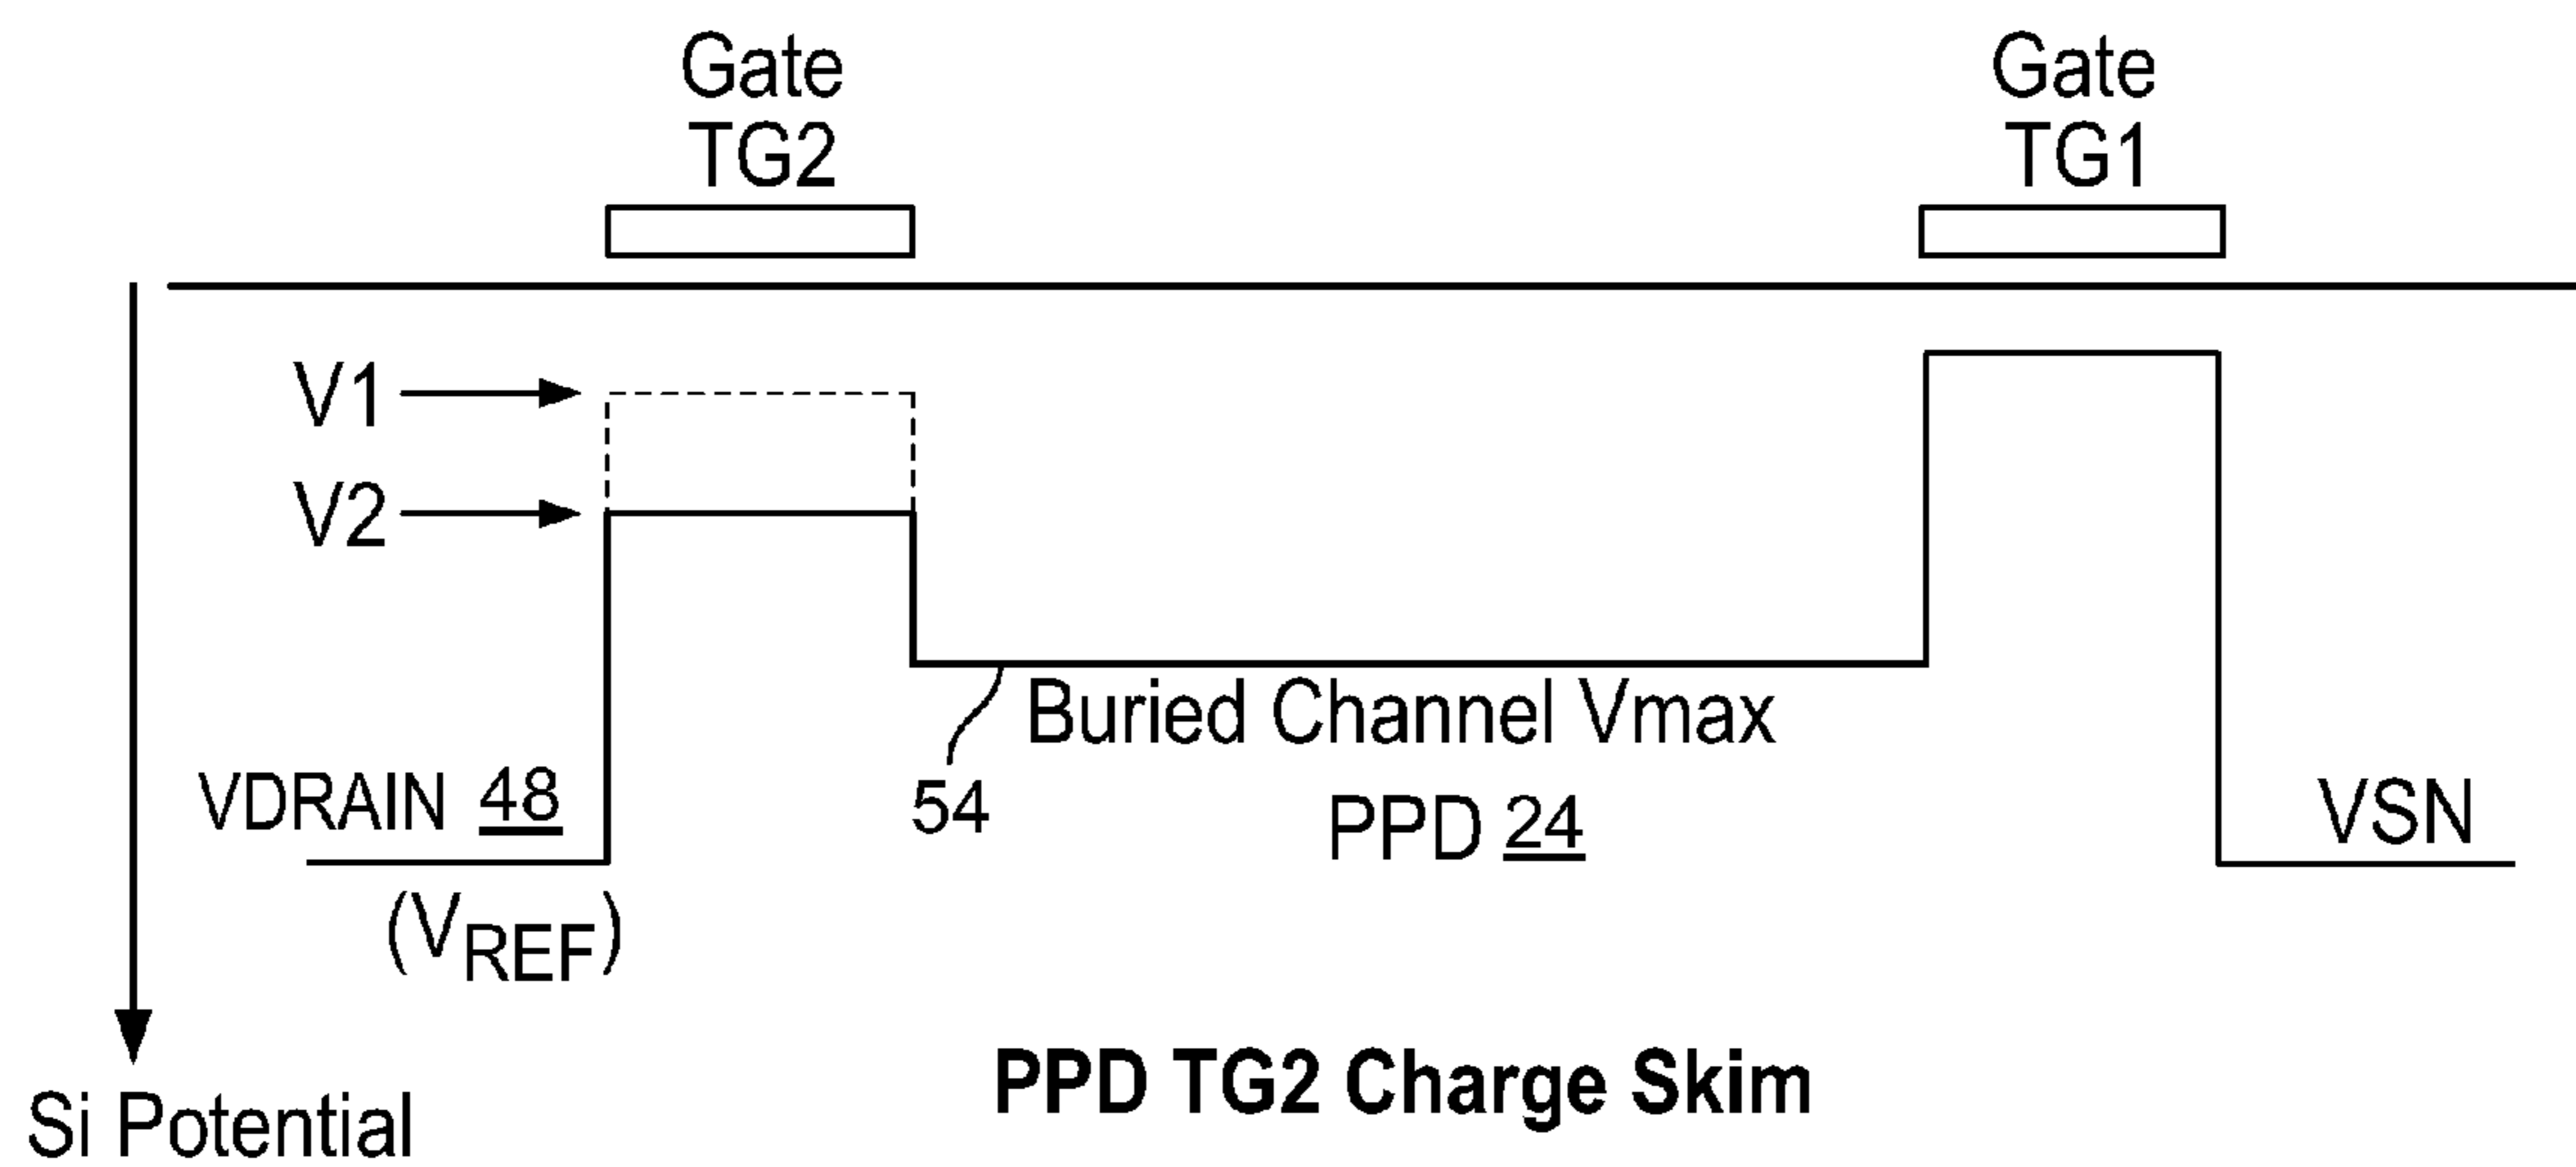 Gate
TG2
Gate
TG1
V1
V2
Buried Channel Vmax
VDRAIN 48
54
PPD 24
VSN
(VREF)
PPD TG2 Charge Skim
Si Potential